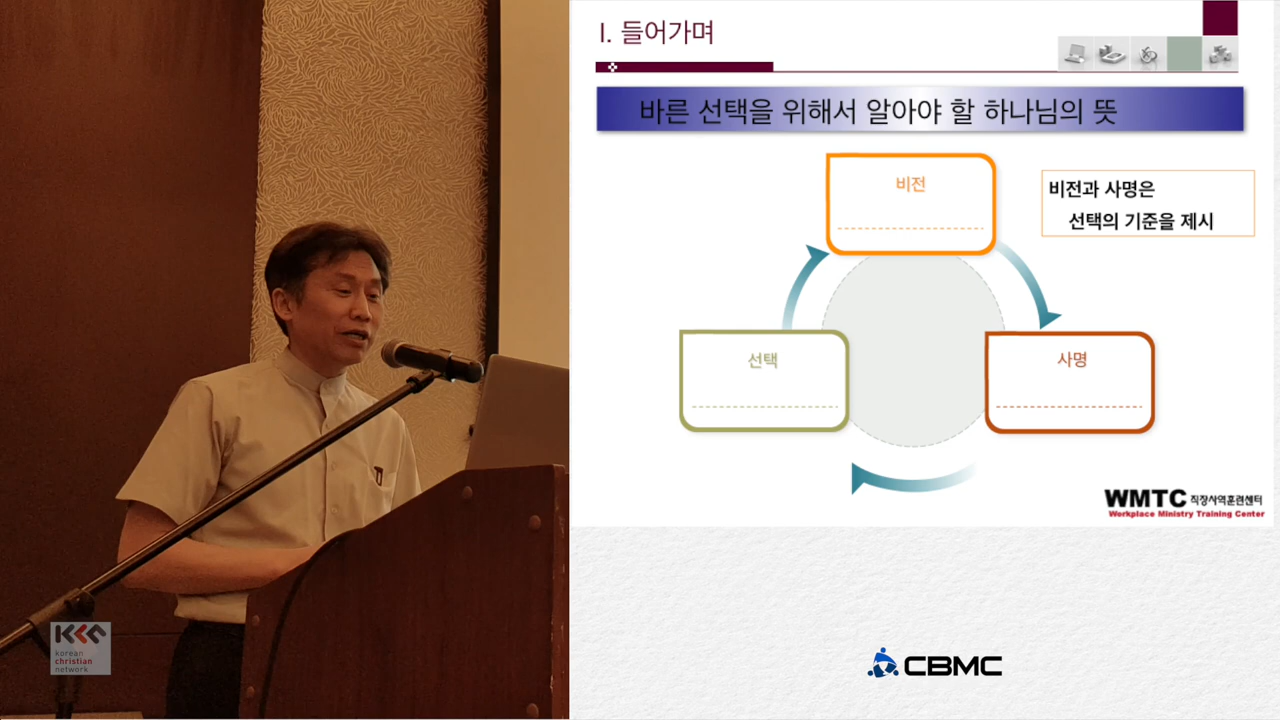 I. 들어가며
바른 선택을 위해서 알아야 할 하나님의 뜻
비전
비전과 사명은
선택의 기준을 제시
선택
사명
WMTC 직장사역훈련센터
Workplace Ministry Training Center
KCN
korean
christian
network
CBMC